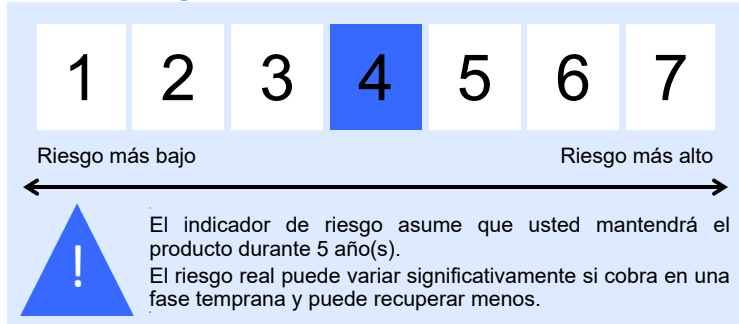 1 2 3 4 5 6 7
Riesgo más bajo Riesgo más alto
!
El indicador de riesgo asume que usted mantendrá el
producto durante 5 año(s).
El riesgo real puede variar significativamente si cobra en una
fase temprana y puede recuperar menos.